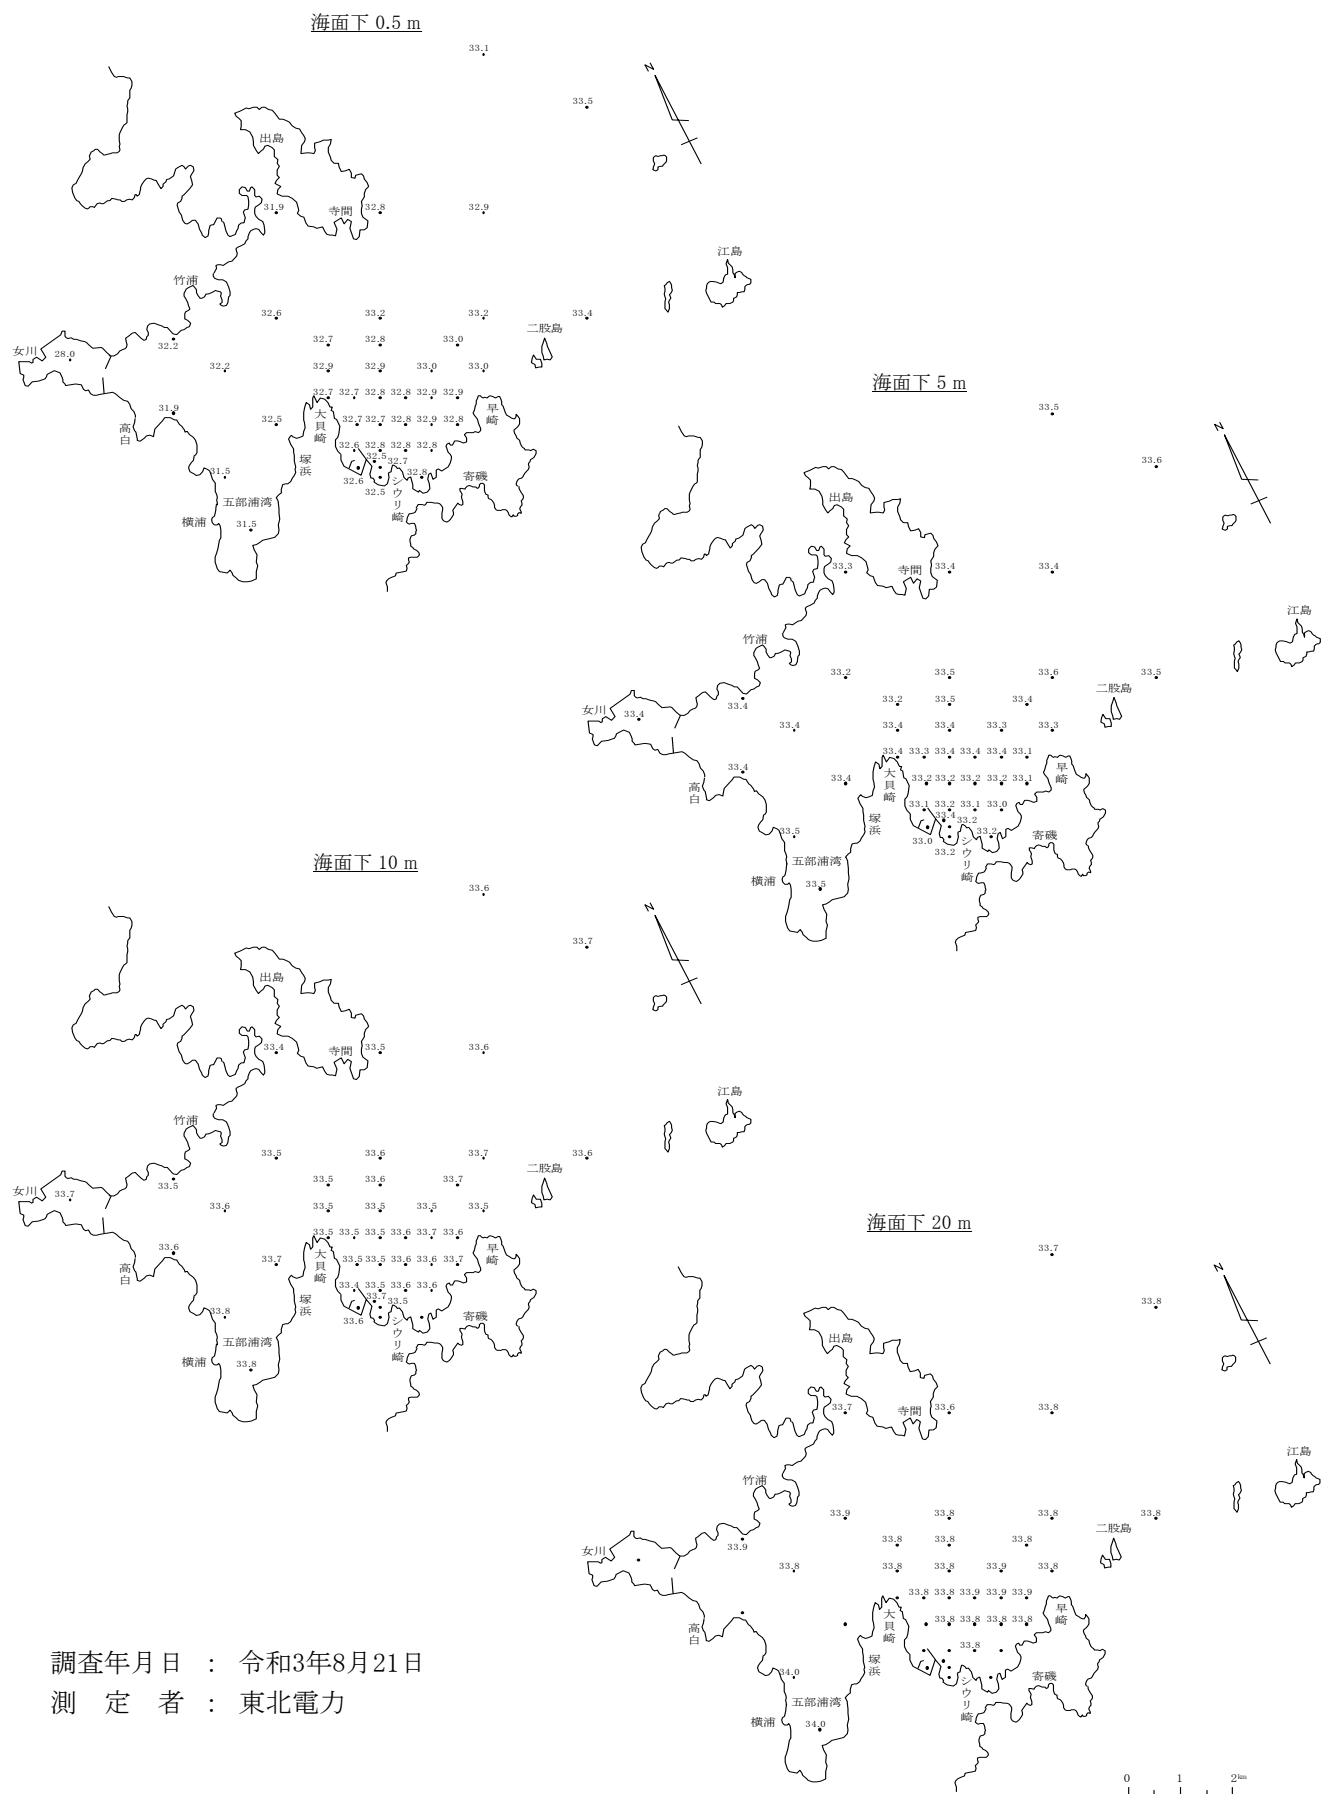 海面下 0.5 m
33.1
33.5
出島
31.9 寺間 32.8 32.9
江島
竹浦
32.6 33.2 33.2 33.4
二股島
32.2 32.7 32.8 33.0
女川 28.0
32.2 32.9 32.9 33.0 33.0
32.7 32.7 32.8 32.8 32.9 32.9
31.9 大貝崎 早崎
高白 32.5 32.7 32.7 32.8 32.9 32.8
32.6 32.8 32.8 32.8
塚浜 32.5 32.7
31.5 32.6 32.5 32.8 寄磯
シウリ崎
五部浦湾
横浦 31.5
海面下 5 m
33.5
33.6
出島
33.3 寺間 33.4 33.4
江島
竹浦
33.2 33.5 33.6 33.5
二股島
33.4 33.2 33.5 33.4
女川 33.4
33.4 33.4 33.4 33.3 33.3
33.4 33.3 33.4 33.4 33.4 33.1
33.4 大貝崎 早崎
高白 33.4 33.2 33.2 33.2 33.2 33.1
33.1 33.2 33.1 33.0
塚浜 33.4 33.2
33.5 33.0 33.2 33.2 寄磯
シウリ崎
五部浦湾
横浦 33.5
海面下 10 m
33.6
33.7
出島
33.4 寺間 33.5 33.6
江島
竹浦
33.5 33.6 33.7 33.6
二股島
33.5 33.5 33.6 33.7
女川 33.7
33.6 33.5 33.5 33.5 33.5
33.5 33.5 33.5 33.6 33.7 33.6
33.6 大貝崎 早崎
高白 33.7 33.5 33.5 33.6 33.6 33.7
33.4 33.5 33.6 33.6
塚浜 33.7 33.5
33.8 33.6 寄磯
シウリ崎
五部浦湾
横浦 33.8
海面下 20 m
33.7
33.8
出島
33.7 寺間 33.6 33.8
江島
竹浦
33.9 33.8 33.8 33.8
二股島
33.9 33.8 33.8 33.8
女川
33.8 33.8 33.8 33.9 33.8
33.8 33.8 33.9 33.9 33.9
大貝崎 早崎
高白 33.8 33.8 33.8 33.8
33.8
塚浜
34.0 寄磯
シウリ崎
五部浦湾
横浦 34.0
調査年月日 : 令和3年8月21日
測 定 者 : 東北電力
0 1 2km
N
N
N
N